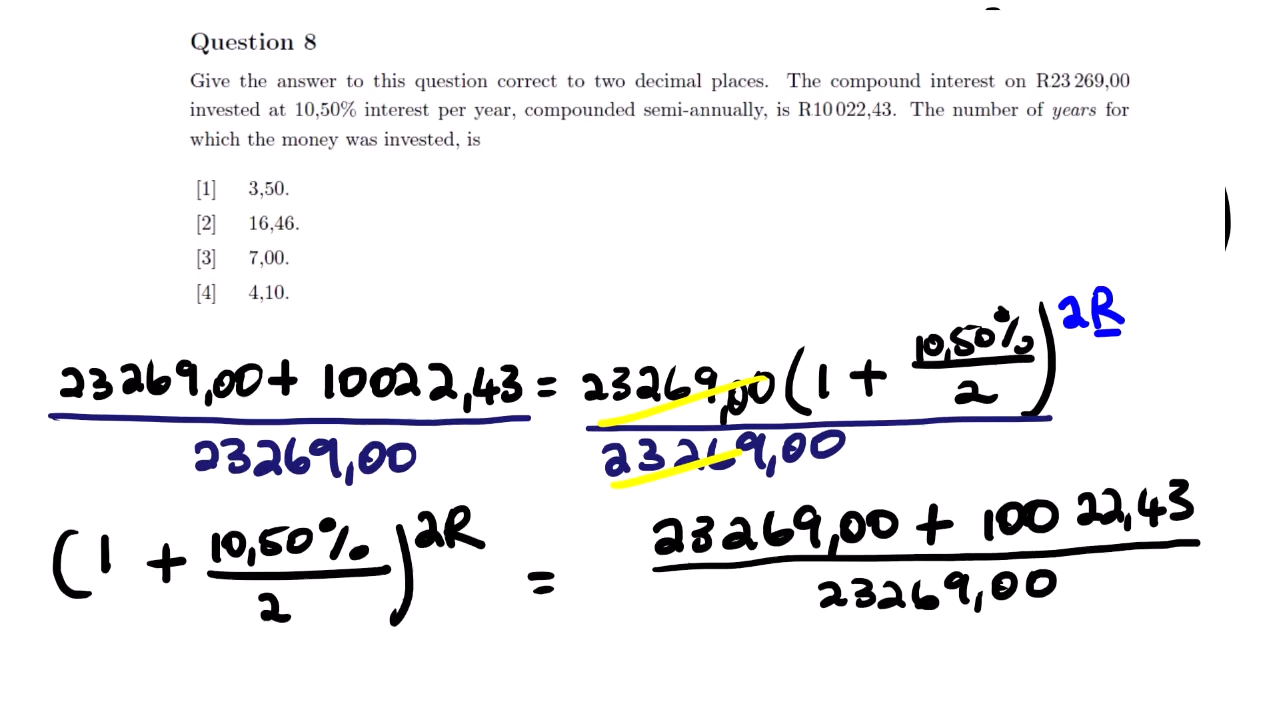 Question 8
Give the answer to this question correct to two decimal places. The compound interest on R23 269,00
invested at 10,50% interest per year, compounded semi-annually, is R10 022,43. The number of years for
which the money was invested, is
[1] 3,50.
[2] 16,46.
[3] 7,00.
[4] 4,10.
2R
10,50%
23269,00 + 10022,43 = 23269,00 (1 + 2)
23269,00 23269,00
(1 + 10,50% )2R 23269,00 + 10022,43
2 = 23269,00